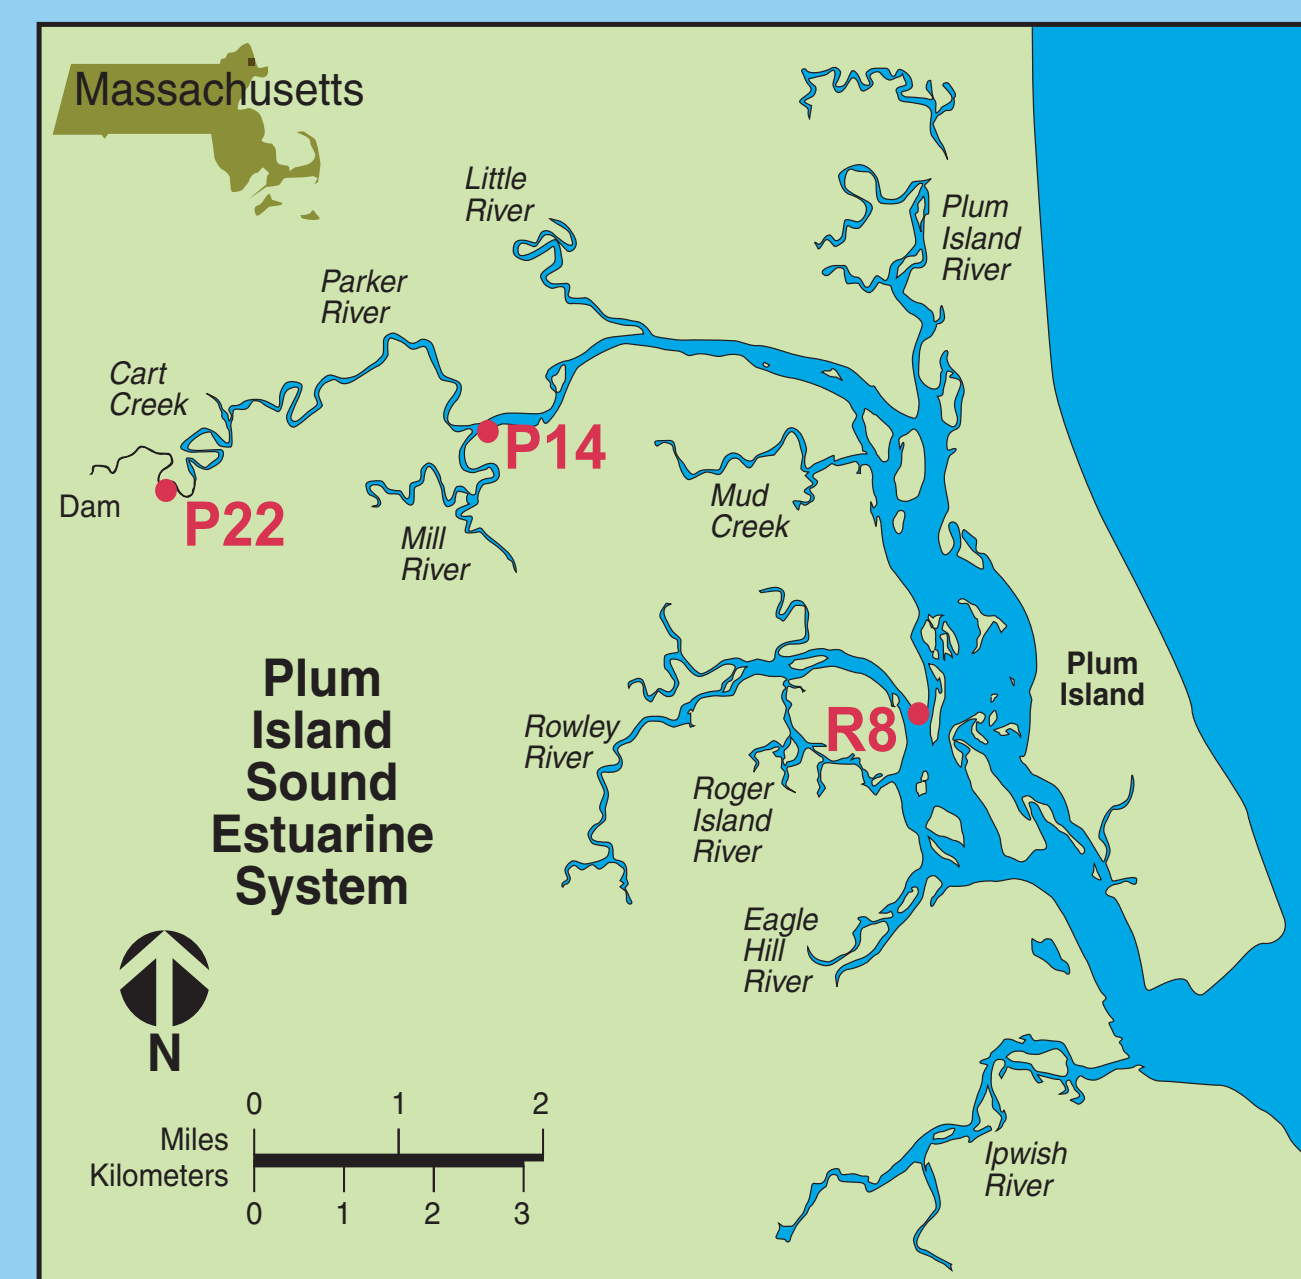 Massachusetts
Little
River
Plum
Island
River
Parker
River
Cart
Creek
P14
Dam
P22
Mud
Creek
Mill
River
Plum
Island
Sound
Estuarine
System
Plum
Island
R8
Rowley
River
Roger
Island
River
Eagle
Hill
River
N
0 1 2
Miles
Kilometers
0 1 2 3
Ipwish
River